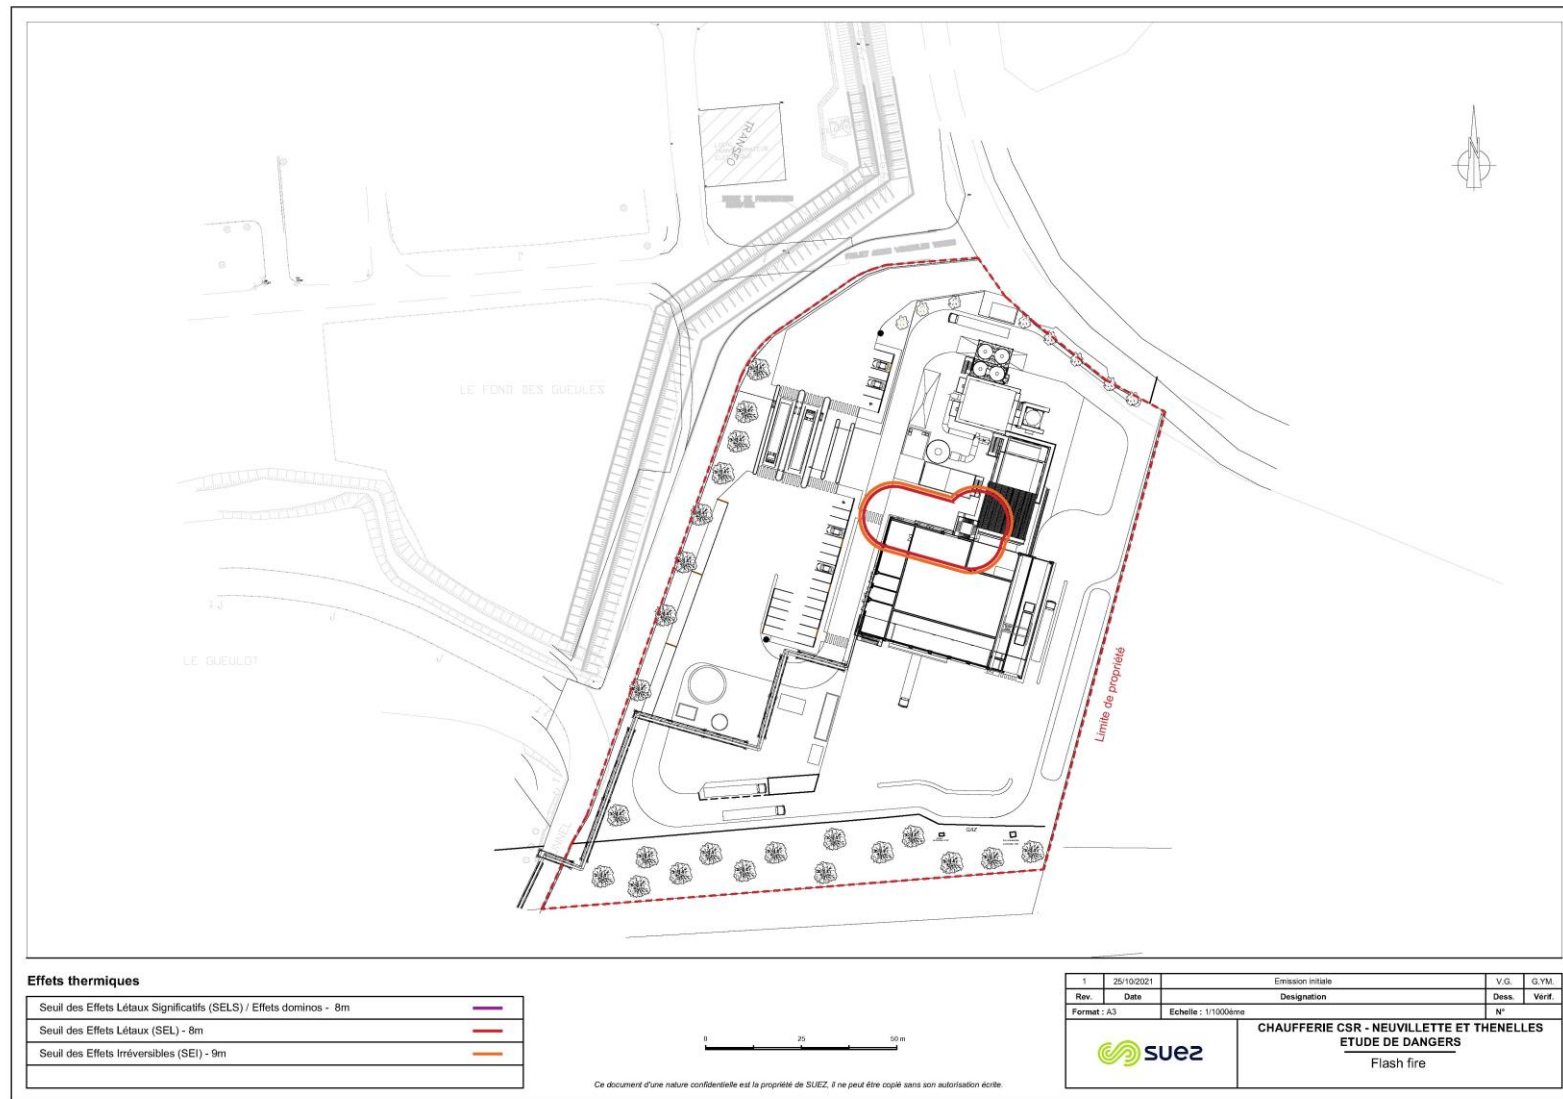 TRANSFO
N
PROJET ACCES VEHICULES
LE FOND DES GUEULES
LE GUEULOT
Limite de propriété
GAZ
Effets thermiques
Seuil des Effets Létaux Significatifs (SELS) / Effets dominos - 8m
Seuil des Effets Létaux (SEL) - 8m
Seuil des Effets Irréversibles (SEI) - 9m
0 25 50 m
Ce document d'une nature confidentielle est la propriété de SUEZ, il ne peut être copié sans son autorisation écrite.
1 25/10/2021 Emission initiale V.G. G.YM.
Rev. Date Designation Dess. Vérif.
Format : A3 Echelle : 1/1000ème N°
suez
CHAUFFERIE CSR - NEUVILLETTE ET THENELLES
ETUDE DE DANGERS
Flash fire